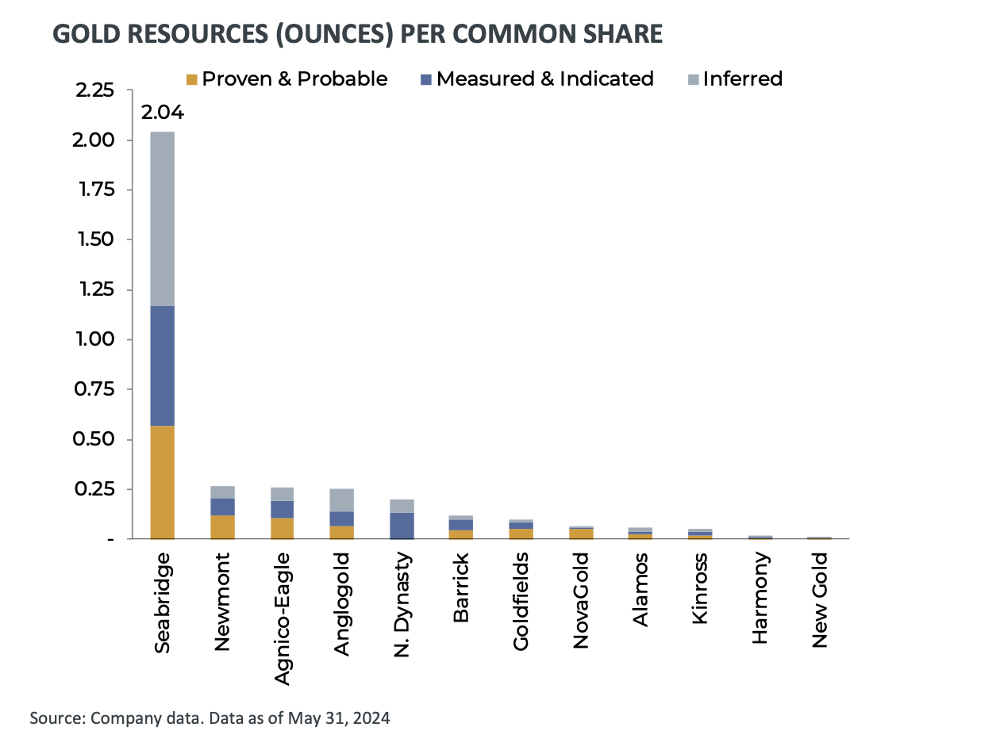 GOLD RESOURCES (OUNCES) PER COMMON SHARE
Proven & Probable Measured & Indicated Inferred
2.25
2.04
2.00
1.75
1.50
1.25
1.00
0.75
0.50
0.25
-
Seabridge
Newmont
Agnico-Eagle
Anglogold
N. Dynasty
Barrick
Goldfields
NovaGold
Alamos
Kinross
Harmony
New Gold
Source: Company data. Data as of May 31, 2024